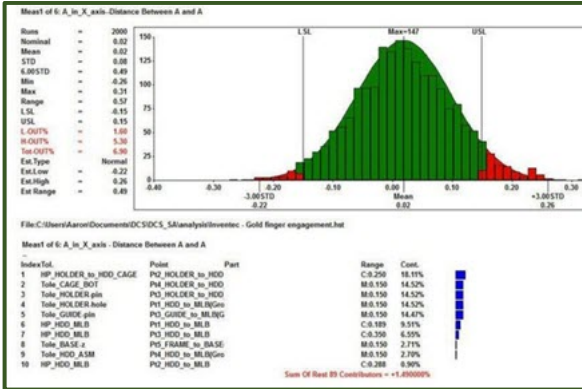 Meas1 of 6: A_in_X_axis-Distance Between A and A
Runs = 2000
Nominal = 0.02
Mean = 0.02
STD = 0.08
6.00STD = 0.49
Min = -0.26
Max = 0.31
Range = 0.57
LSL = -0.15
USL = 0.15
L-OUT% = 1.60
H-OUT% = 5.30
Tot-OUT% = 6.90
Est.Type Normal
Est.Low = -0.22
Est.High = 0.26
Est Range = 0.49
LSL Max=147 USL
150
125
100
75
50
25
0
-0.40 -0.30 -0.10 0.00 0.10 0.30
-3.00STD Mean +3.00STD
-0.22 0.02 0.26
File:C:\Users\Aaron\Documents\DCS\DCS_SA\analysis\Inventec - Gold finger engagement.hst
Meas1 of 6: A_in_X_axis -Distance Between A and A
Index Tol. Point Part Range Cont.
1 HP_HOLDER_to_HDD_CAGE Pt2_HOLDER_to_HDD C:0.250 18.11%
2 Tole_CAGE_BOT Pt4_HOLDER_to_HDD M:0.150 14.52%
3 Tole_HOLDER-pin Pt3_HOLDER_to_HDD M:0.150 14.52%
4 Tole_HOLDER-hole Pt1_HDD_to_MLB(Gro M:0.150 14.52%
5 Tole_GUIDE-pin Pt3_GUIDE_to_MLB(G M:0.150 14.47%
6 HP_HDD_MLB Pt1_HDD_to_MLB C:0.189 9.51%
7 HP_HDD_MLB Pt3_HDD_to_MLB C:0.350 6.55%
8 Tole_BASE-z Pt5_FRAME_to_BASE- M:0.150 2.71%
9 Tole_HDD_ASM Pt4_HDD_to_MLB(Gro M:0.150 2.70%
10 HP_HDD_MLB Pt2_HDD_to_MLB C:0.288 0.90%
Sum Of Rest 89 Contributors = +1.490000%